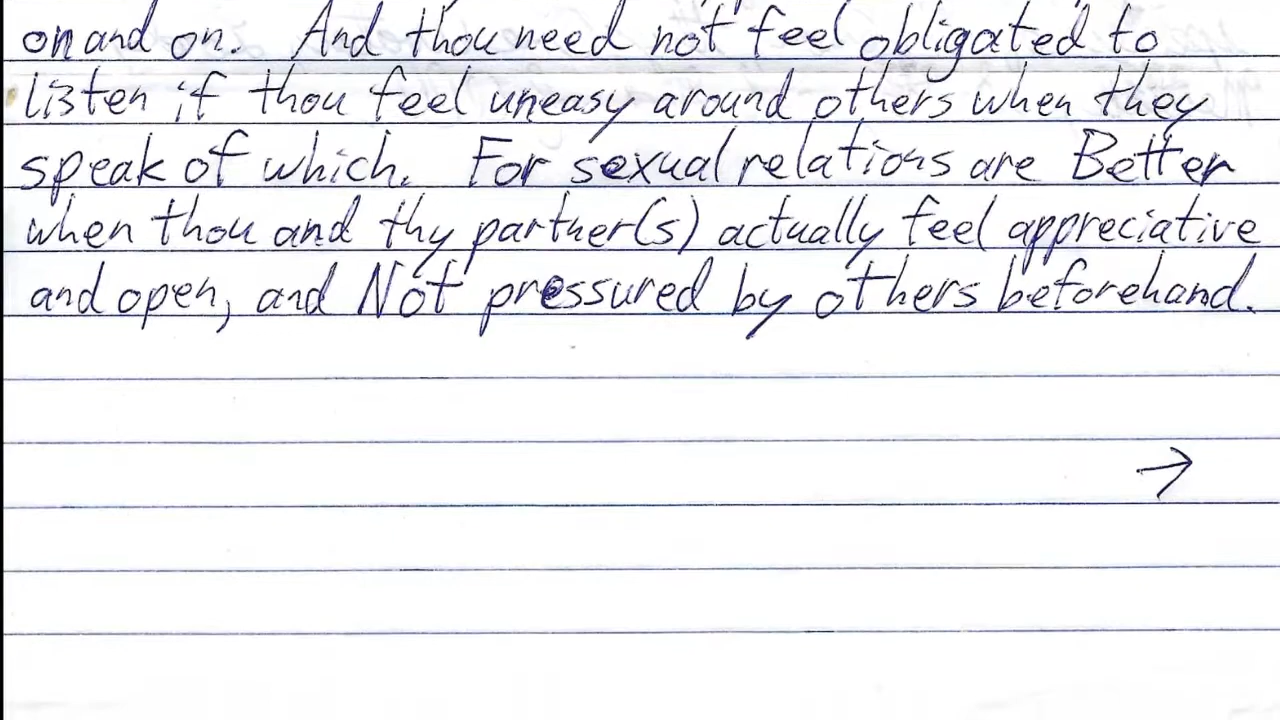 on and on. And thou need not feel obligated to
listen if thou feel uneasy around others when they
speak of which. For sexual relations are Better
when thou and thy partner(s) actually feel appreciative
and open, and Not pressured by others beforehand.
→